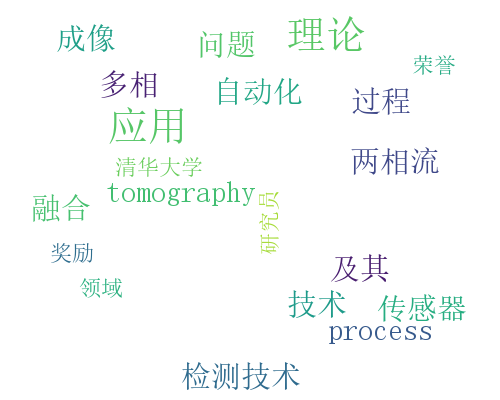 理论
成像
问题
荣誉
多相
自动化
过程
应用
清华大学
两相流
tomography
融合
研究员
奖励
及其
领域
技术
传感器
process
检测技术